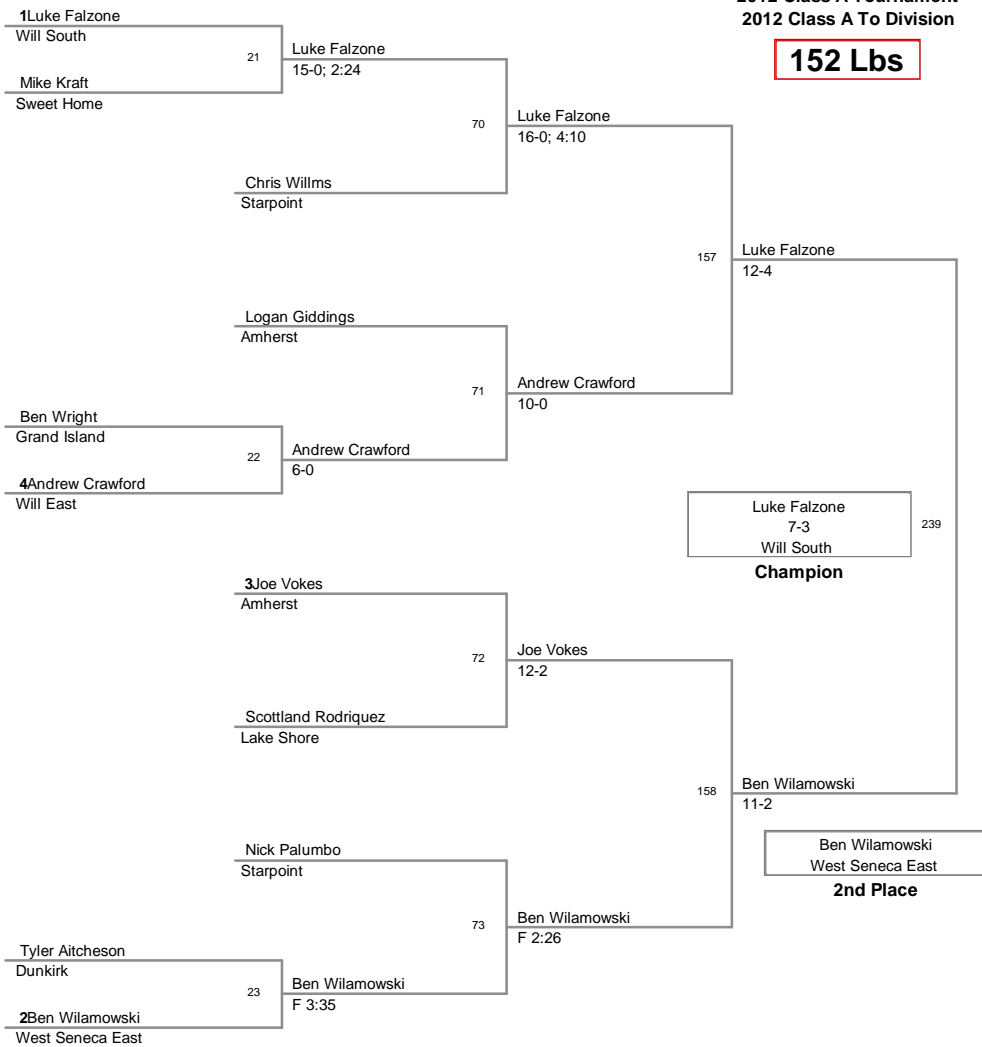 2012 Class A Tournament
2012 Class A To Division
152 Lbs
1Luke Falzone
Will South
21
Luke Falzone
15-0; 2:24
Mike Kraft
Sweet Home
70
Luke Falzone
16-0; 4:10
Chris Willms
Starpoint
157
Luke Falzone
12-4
Logan Giddings
Amherst
71
Andrew Crawford
10-0
Ben Wright
Grand Island
22
Andrew Crawford
6-0
4Andrew Crawford
Will East
Luke Falzone
7-3
Will South
239
Champion
3Joe Vokes
Amherst
72
Joe Vokes
12-2
Scottland Rodriquez
Lake Shore
158
Ben Wilamowski
11-2
Nick Palumbo
Starpoint
Ben Wilamowski
West Seneca East
2nd Place
73
Ben Wilamowski
F 2:26
Tyler Aitcheson
Dunkirk
23
Ben Wilamowski
F 3:35
2Ben Wilamowski
West Seneca East